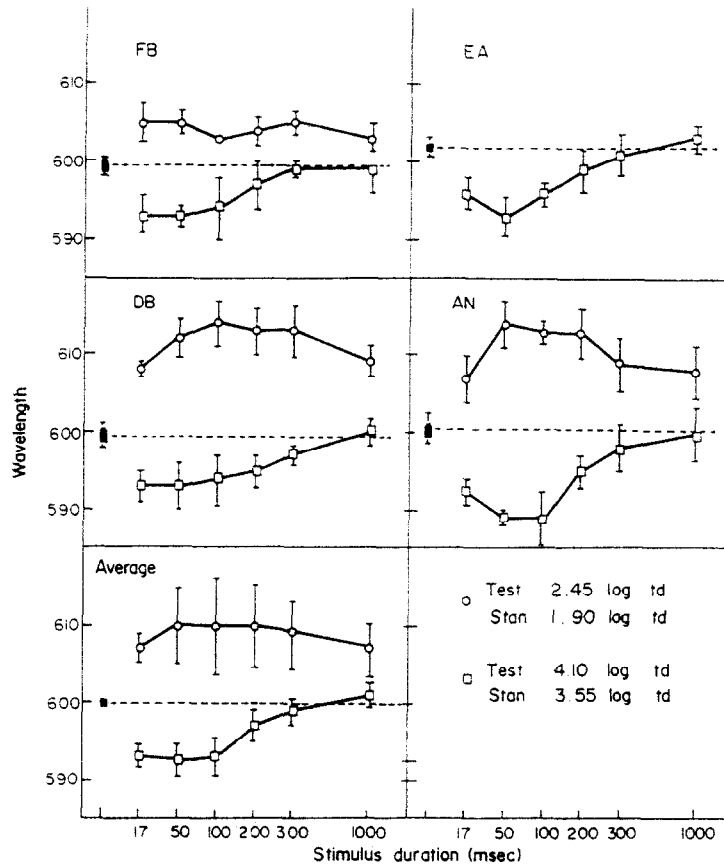 FB
EA
610
600
590
DB
AN
610
600
590
Wavelength
Average
610
600
590
Test 2.45 log td
Stan 1.90 log td
Test 4.10 log td
Stan 3.55 log td
17 50 100 200 300 1000
17 50 100 200 300 1000
Stimulus duration (msec)